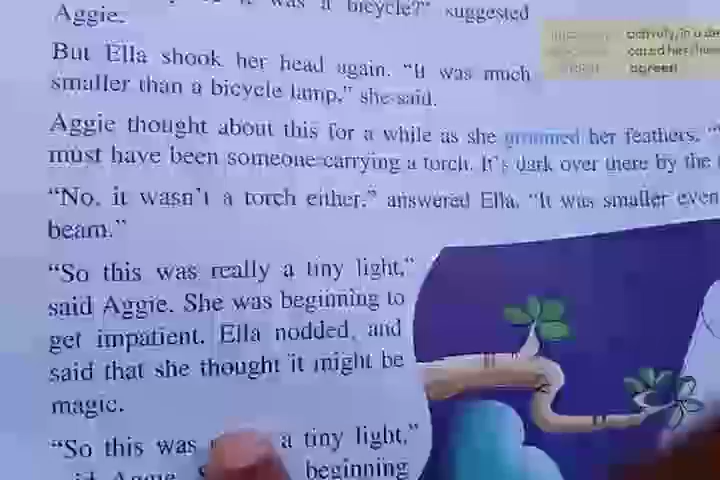 was a bicycle?" suggested
Aggie.
But Ella shook her head again. "It was much
smaller than a bicycle lamp," she said.
Aggie thought about this for a while as she groomed her feathers. "
must have been someone carrying a torch. It's dark over there by the
"No, it wasn't a torch either," answered Ella. "It was smaller even
beam."
"So this was really a tiny light,"
said Aggie. She was beginning to
get impatient. Ella nodded, and
said that she thought it might be
magic.
"So this was a tiny light,"
beginning
agreed